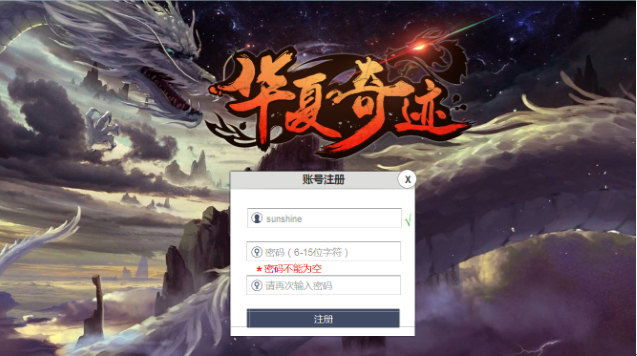 华夏奇迹
账号注册
X
sunshine
密码（6-15位字符）
* 密码不能为空
请再次输入密码
注册